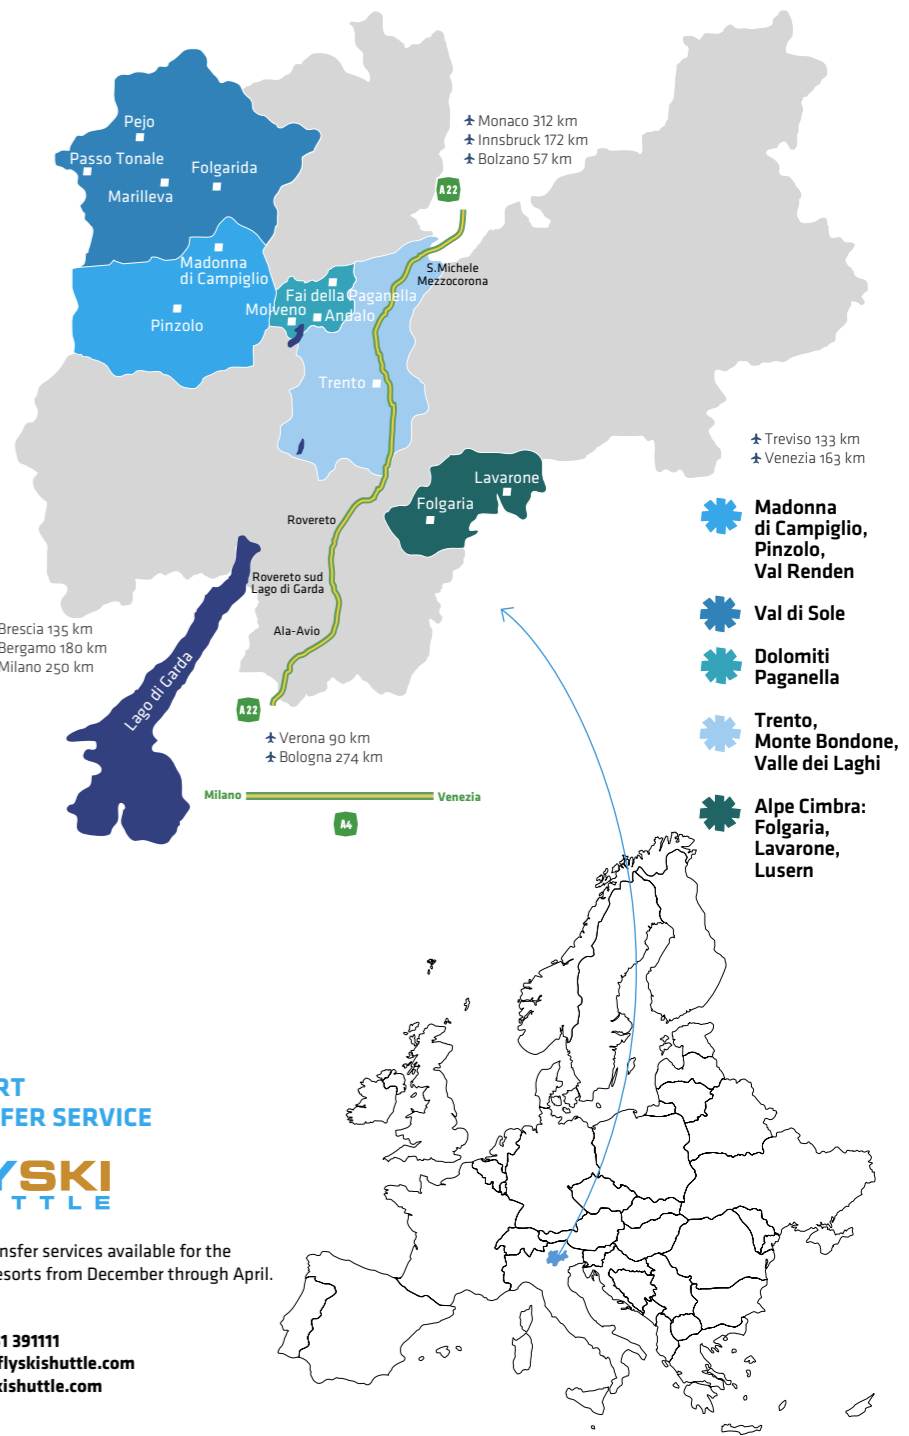 Monaco 312 km
Innsbruck 172 km
Bolzano 57 km
A22
Pejo
Passo Tonale
Folgarida
Marilleva
Madonna
di Campiglio
Pinzolo
S.Michele
Mezzocorona
Fai della Paganella
Molveno
Andalo
Trento
Treviso 133 km
Venezia 163 km
Lavarone
Folgaria
Rovereto
Rovereto sud
Lago di Garda
Ala-Avio
Brescia 135 km
Bergamo 180 km
Milano 250 km
Lago di Garda
A22
Verona 90 km
Bologna 274 km
Milano
Venezia
A4
Madonna
di Campiglio,
Pinzolo,
Val Renden
Val di Sole
Dolomiti
Paganella
Trento,
Monte Bondone,
Valle dei Laghi
Alpe Cimbra:
Folgaria,
Lavarone,
Lusern
RT
FER SERVICE
YSKI
TTLE
nsfer services available for the
esorts from December through April.
1 391111
flyskishuttle.com
kishuttle.com